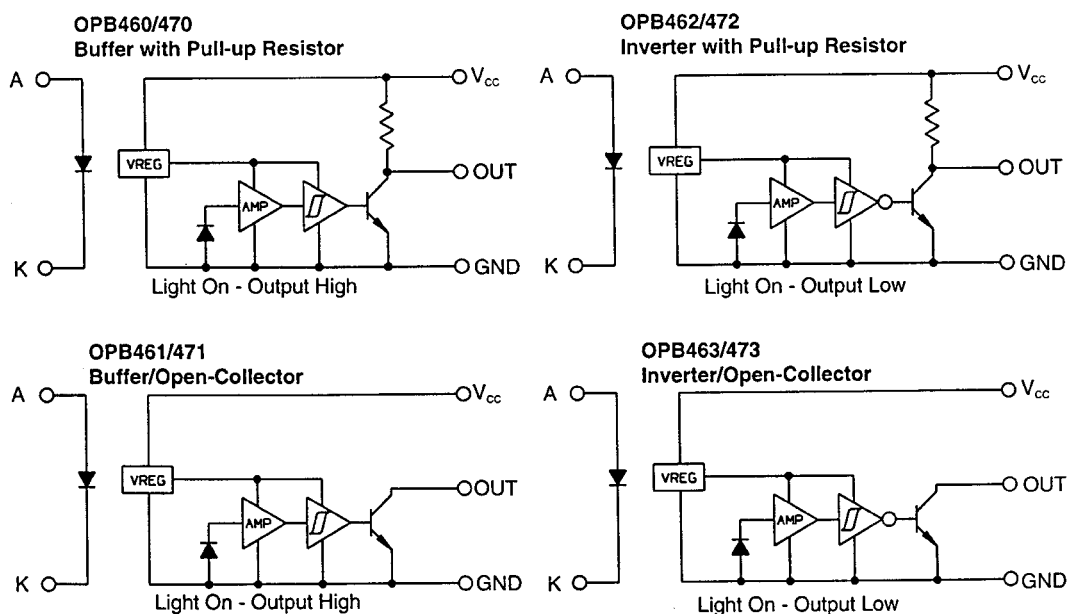 OPB460/470
Buffer with Pull-up Resistor
A
Vcc
VREG
OUT
AMP
K
GND
Light On - Output High
OPB462/472
Inverter with Pull-up Resistor
A
Vcc
VREG
OUT
AMP
K
GND
Light On - Output Low
OPB461/471
Buffer/Open-Collector
A
Vcc
VREG
OUT
AMP
K
GND
Light On - Output High
OPB463/473
Inverter/Open-Collector
A
Vcc
VREG
OUT
AMP
K
GND
Light On - Output Low